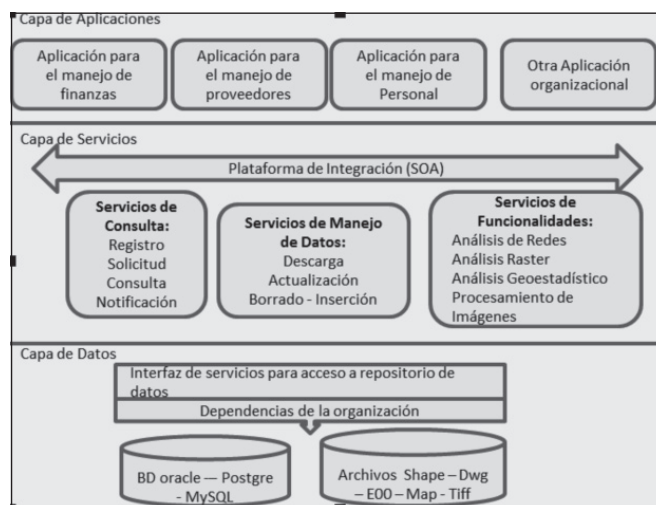 Capa de Aplicaciones
Aplicación para
el manejo de
finanzas
Aplicación para
el manejo de
proveedores
Aplicación para
el manejo de
Personal
Otra Aplicación
organizacional
Capa de Servicios
Plataforma de Integración (SOA)
Servicios de
Consulta:
Registro
Solicitud
Consulta
Notificación
Servicios de Manejo
de Datos:
Descarga
Actualización
Borrado - Inserción
Servicios de
Funcionalidades:
Análisis de Redes
Análisis Raster
Análisis Geoestadístico
Procesamiento de
Imágenes
Capa de Datos
Interfaz de servicios para acceso a repositorio de
datos
Dependencias de la organización
BD oracle — Postgre
- MySQL
Archivos Shape – Dwg
– E00 – Map - Tiff